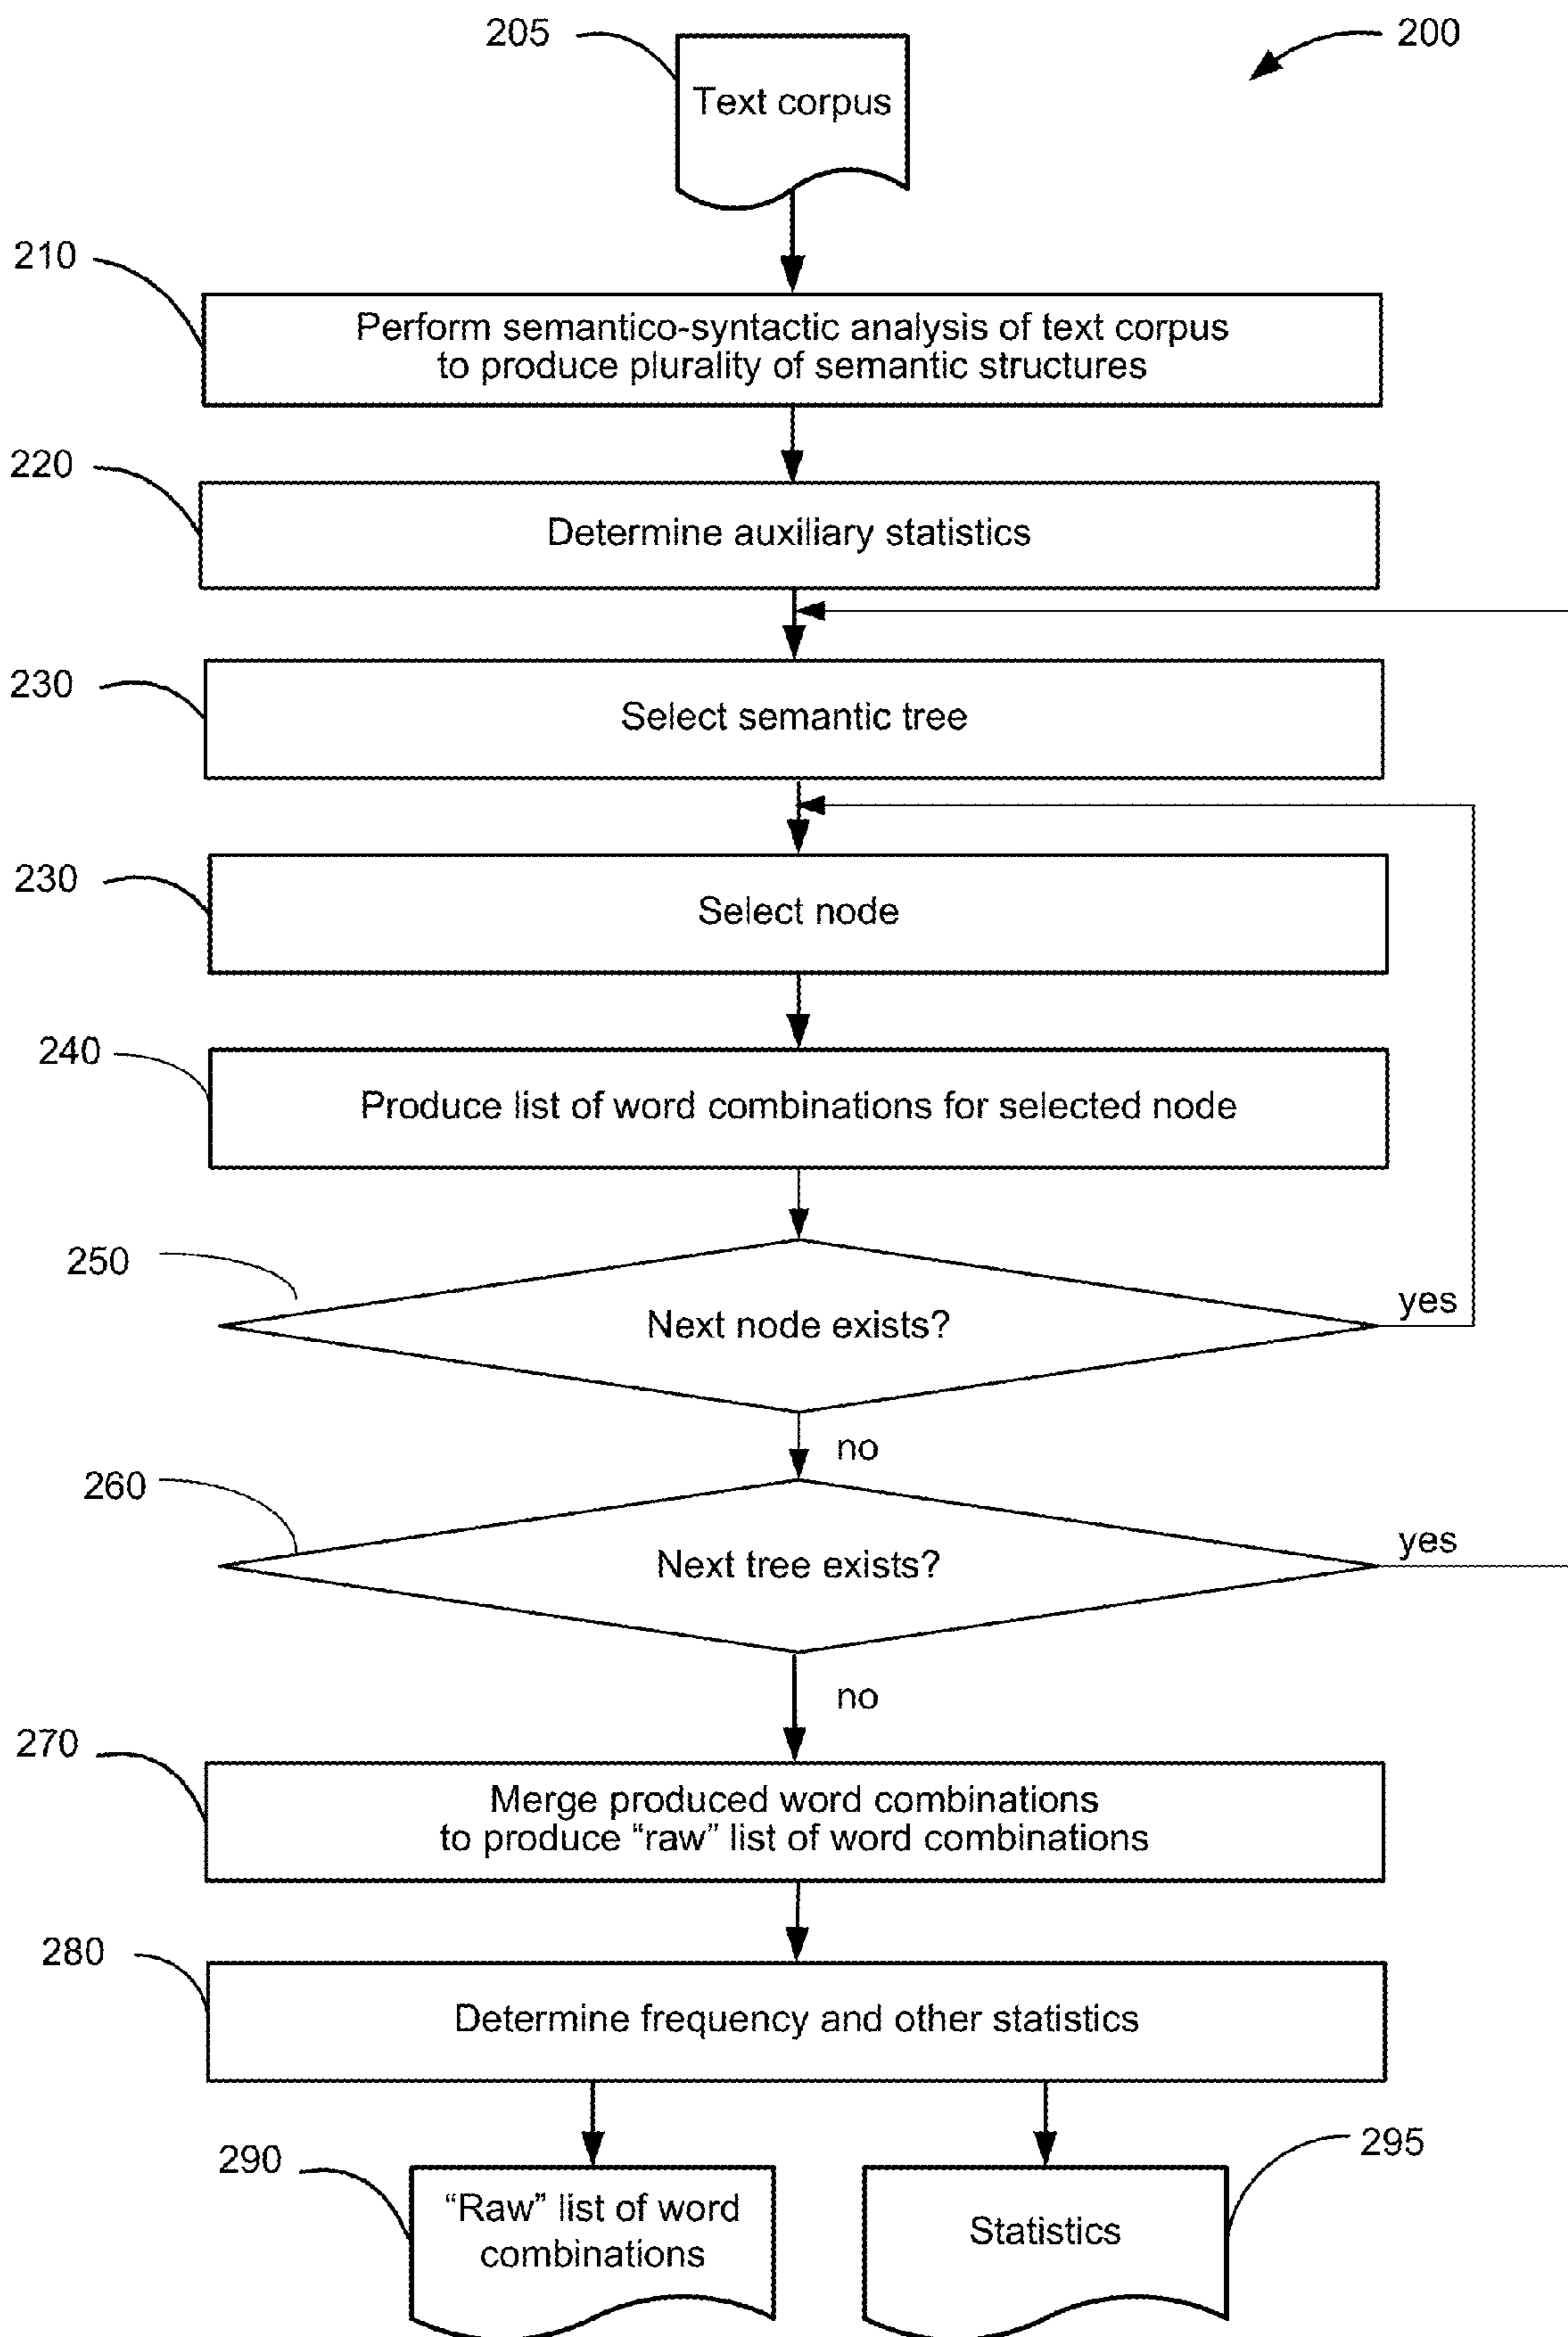 205
200
Text corpus
210
Perform semantico-syntactic analysis of text corpus
to produce plurality of semantic structures
220
Determine auxiliary statistics
230
Select semantic tree
230
Select node
240
Produce list of word combinations for selected node
250
Next node exists?
yes
no
260
Next tree exists?
yes
no
270
Merge produced word combinations
to produce “raw” list of word combinations
280
Determine frequency and other statistics
290
“Raw” list of word
combinations
295
Statistics